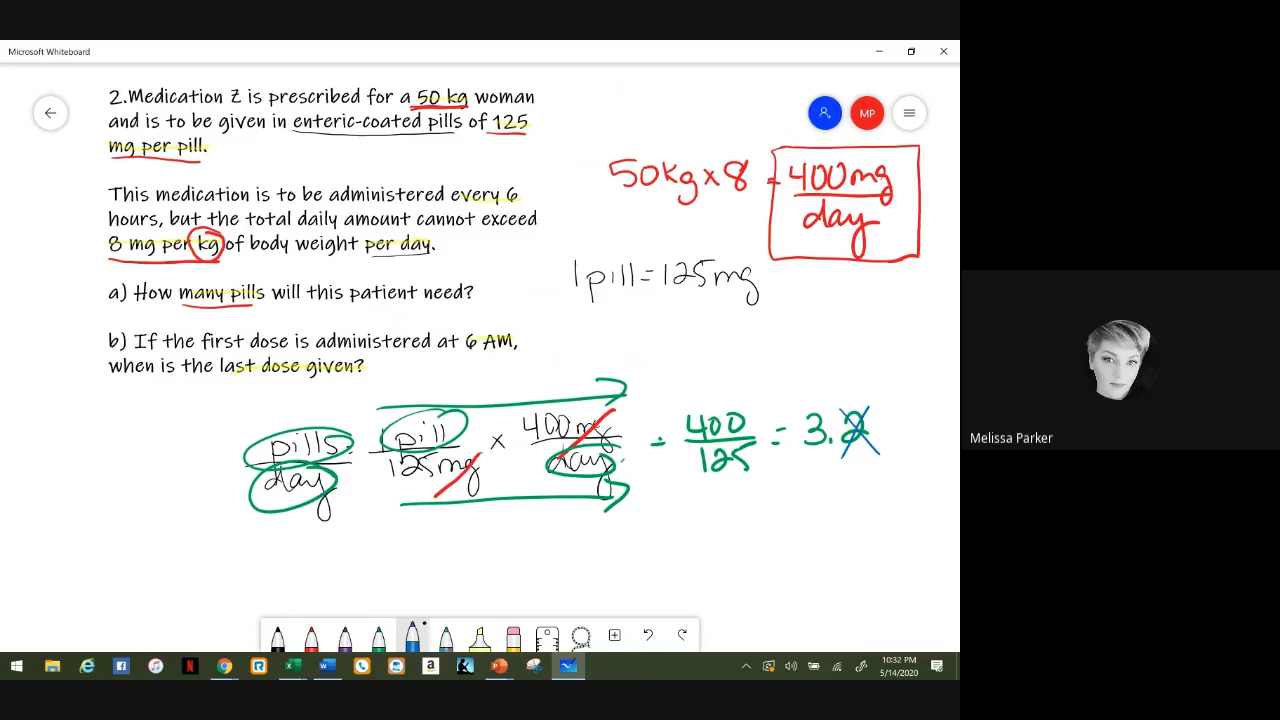 Microsoft Whiteboard
2.Medication Z is prescribed for a 50 kg woman
and is to be given in enteric-coated pills of 125
mg per pill.
This medication is to be administered every 6
hours, but the total daily amount cannot exceed
8 mg per kg of body weight per day.
a) How many pills will this patient need?
b) If the first dose is administered at 6 AM,
when is the last dose given?
MP
50kg x 8 = 400mg
day
1 pill = 125mg
pills 1 pill x 400mg = 400 = 3.2
day 125mg day 125
Melissa Parker
10:32 PM
5/14/2020